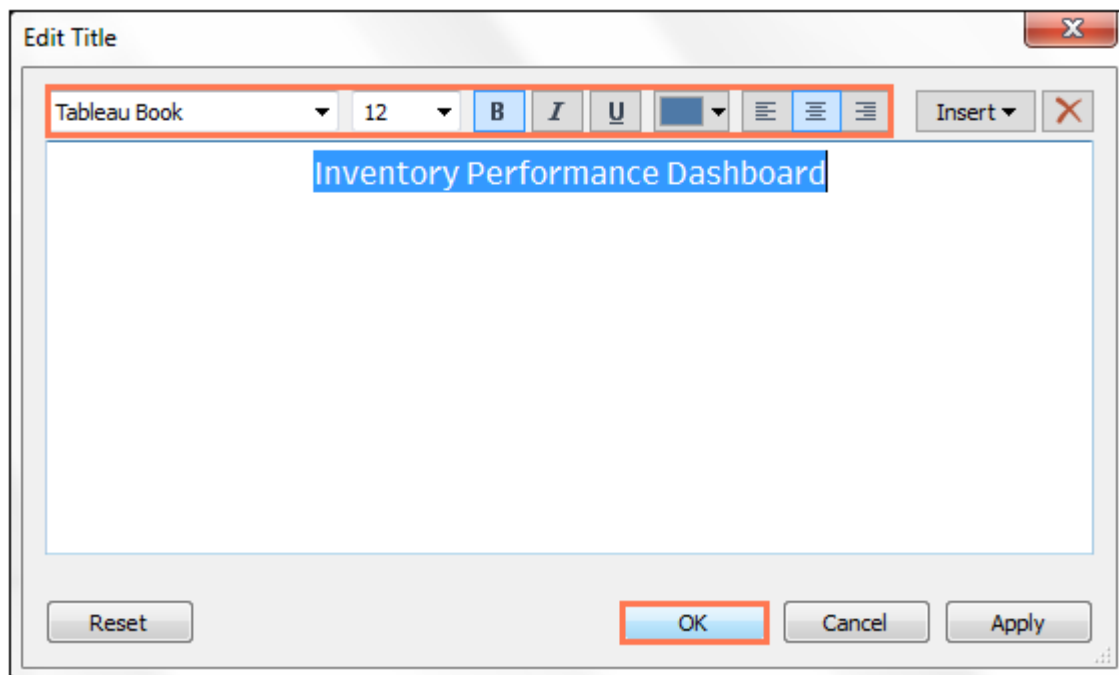 Edit Title
Tableau Book 12 B I U Insert
Inventory Performance Dashboard
Reset OK Cancel Apply